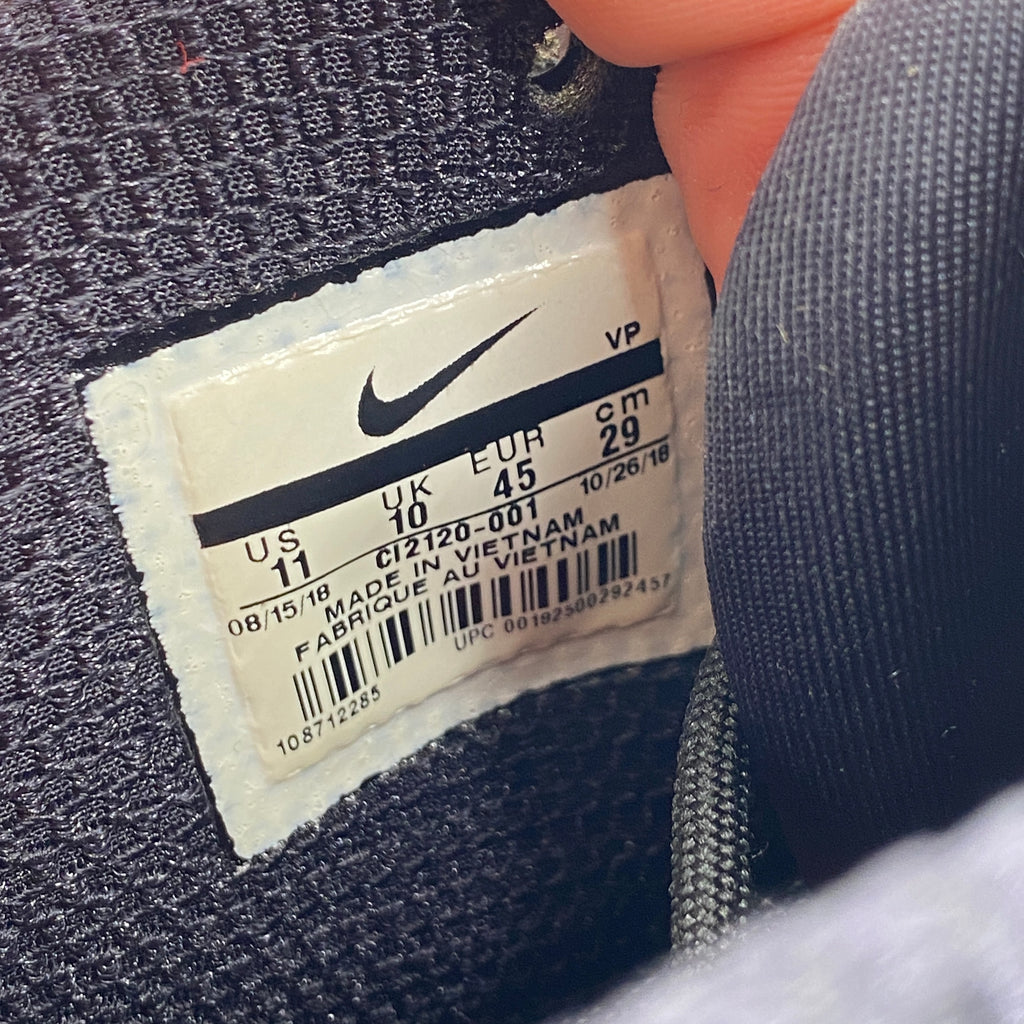 VP
US UK EUR cm
11 10 45 29
08/15/18 CI2120-001 10/26/18
MADE IN VIETNAM
FABRIQUE AU VIETNAM
108712285 UPC 00192500292457